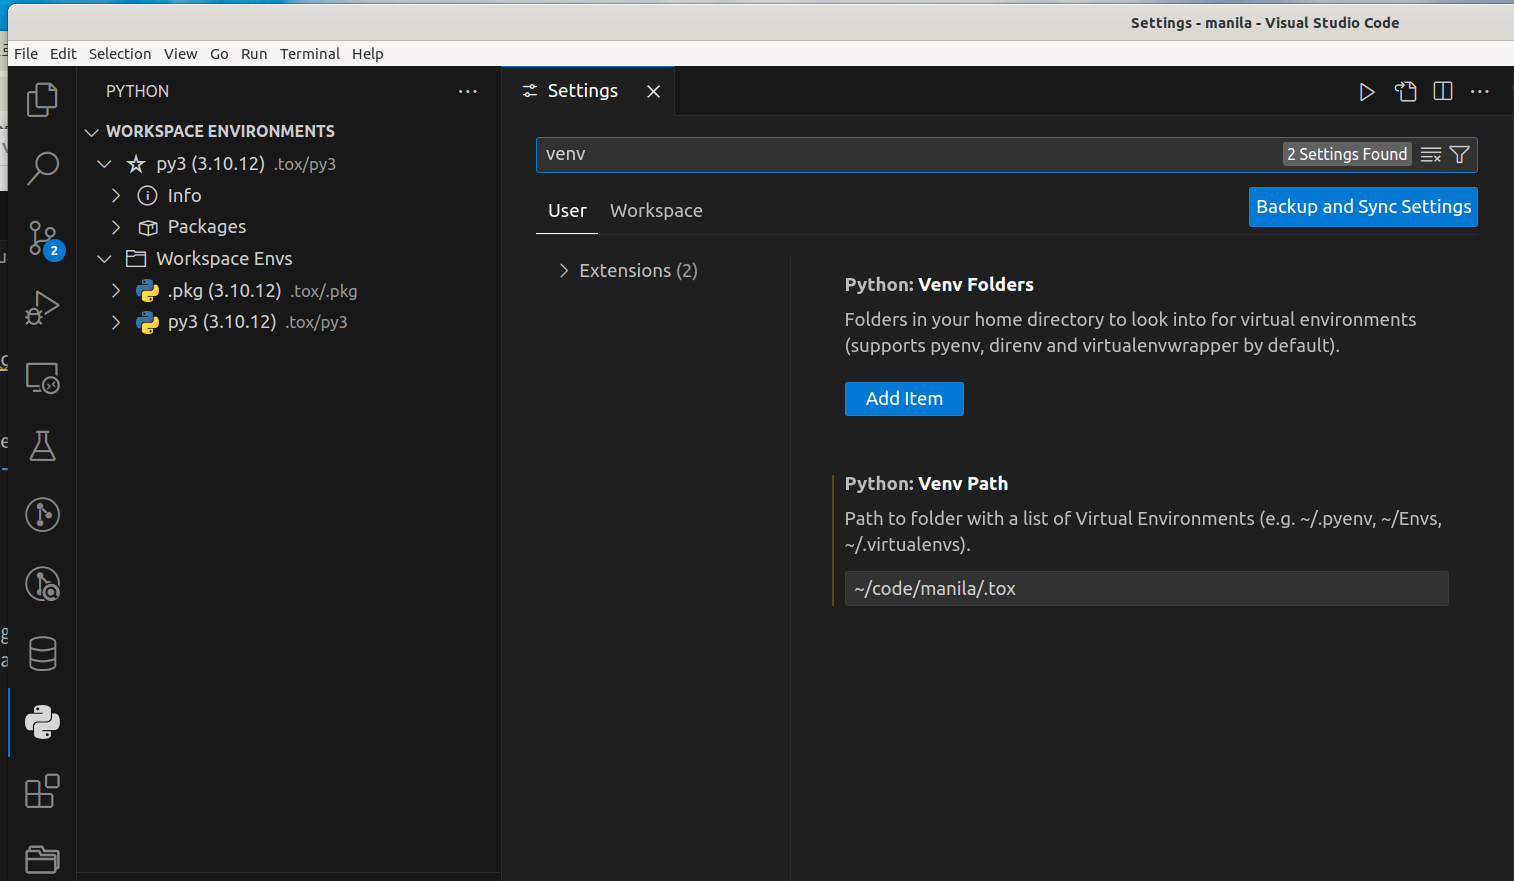 Settings - manila - Visual Studio Code
File Edit Selection View Go Run Terminal Help
PYTHON
WORKSPACE ENVIRONMENTS
py3 (3.10.12) .tox/py3
Info
Packages
Workspace Envs
.pkg (3.10.12) .tox/.pkg
py3 (3.10.12) .tox/py3
2
Settings
venv
2 Settings Found
User Workspace
Backup and Sync Settings
Extensions (2)
Python: Venv Folders
Folders in your home directory to look into for virtual environments
(supports pyenv, direnv and virtualenvwrapper by default).
Add Item
Python: Venv Path
Path to folder with a list of Virtual Environments (e.g. ~/.pyenv, ~/Envs,
~/.virtualenvs).
~/code/manila/.tox